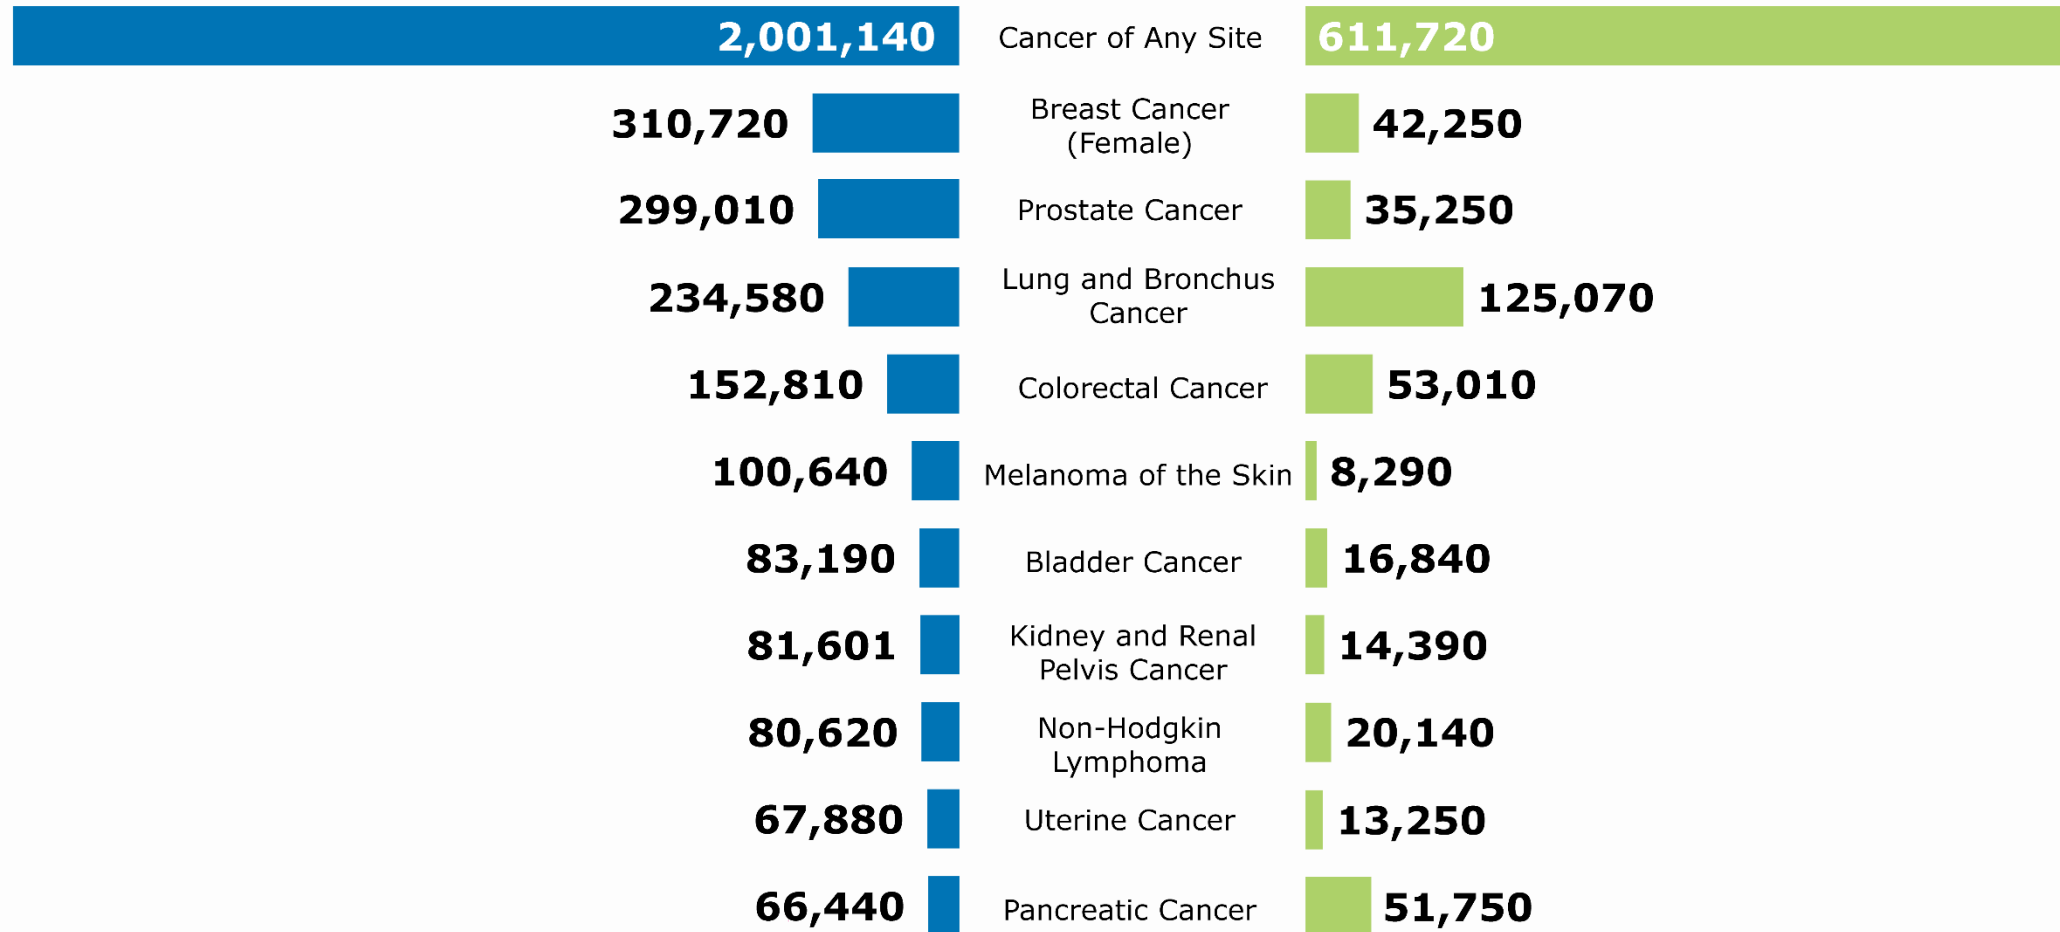 2,001,140 Cancer of Any Site 611,720
310,720 Breast Cancer
(Female) 42,250
299,010 Prostate Cancer 35,250
234,580 Lung and Bronchus
Cancer 125,070
152,810 Colorectal Cancer 53,010
100,640 Melanoma of the Skin 8,290
83,190 Bladder Cancer 16,840
81,601 Kidney and Renal
Pelvis Cancer 14,390
80,620 Non-Hodgkin
Lymphoma 20,140
67,880 Uterine Cancer 13,250
66,440 Pancreatic Cancer 51,750